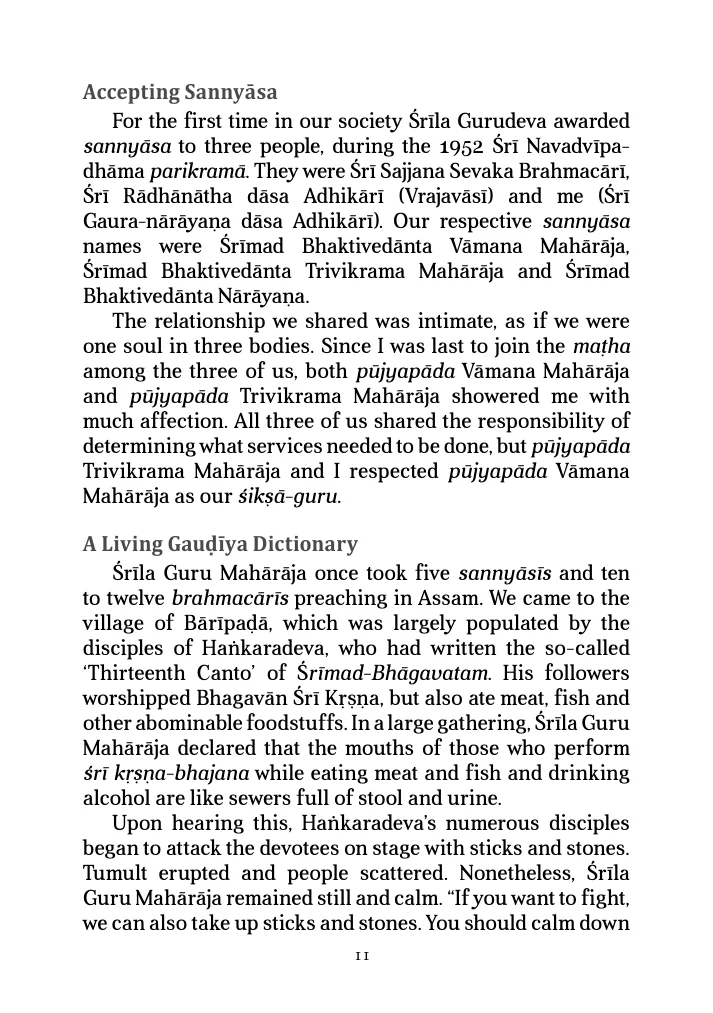 Accepting Sannyāsa
For the first time in our society Śrīla Gurudeva awarded
sannyāsa to three people, during the 1952 Śrī Navadvīpa-
dhāma parikramā. They were Śrī Sajjana Sevaka Brahmacārī,
Śrī Rādhānātha dāsa Adhikārī (Vrajavāsī) and me (Śrī
Gaura-nārāyaṇa dāsa Adhikārī). Our respective sannyāsa
names were Śrīmad Bhaktivedānta Vāmana Mahārāja,
Śrīmad Bhaktivedānta Trivikrama Mahārāja and Śrīmad
Bhaktivedānta Nārāyaṇa.
The relationship we shared was intimate, as if we were
one soul in three bodies. Since I was last to join the maṭha
among the three of us, both pūjyapāda Vāmana Mahārāja
and pūjyapāda Trivikrama Mahārāja showered me with
much affection. All three of us shared the responsibility of
determining what services needed to be done, but pūjyapāda
Trivikrama Mahārāja and I respected pūjyapāda Vāmana
Mahārāja as our śikṣā-guru.
A Living Gauḍīya Dictionary
Śrīla Guru Mahārāja once took five sannyāsīs and ten
to twelve brahmacārīs preaching in Assam. We came to the
village of Bārīpaḍā, which was largely populated by the
disciples of Haṅkaradeva, who had written the so-called
‘Thirteenth Canto’ of Śrīmad-Bhāgavatam. His followers
worshipped Bhagavān Śrī Kṛṣṇa, but also ate meat, fish and
other abominable foodstuffs. In a large gathering, Śrīla Guru
Mahārāja declared that the mouths of those who perform
śrī kṛṣṇa-bhajana while eating meat and fish and drinking
alcohol are like sewers full of stool and urine.
Upon hearing this, Haṅkaradeva’s numerous disciples
began to attack the devotees on stage with sticks and stones.
Tumult erupted and people scattered. Nonetheless, Śrīla
Guru Mahārāja remained still and calm. “If you want to fight,
we can also take up sticks and stones. You should calm down
11